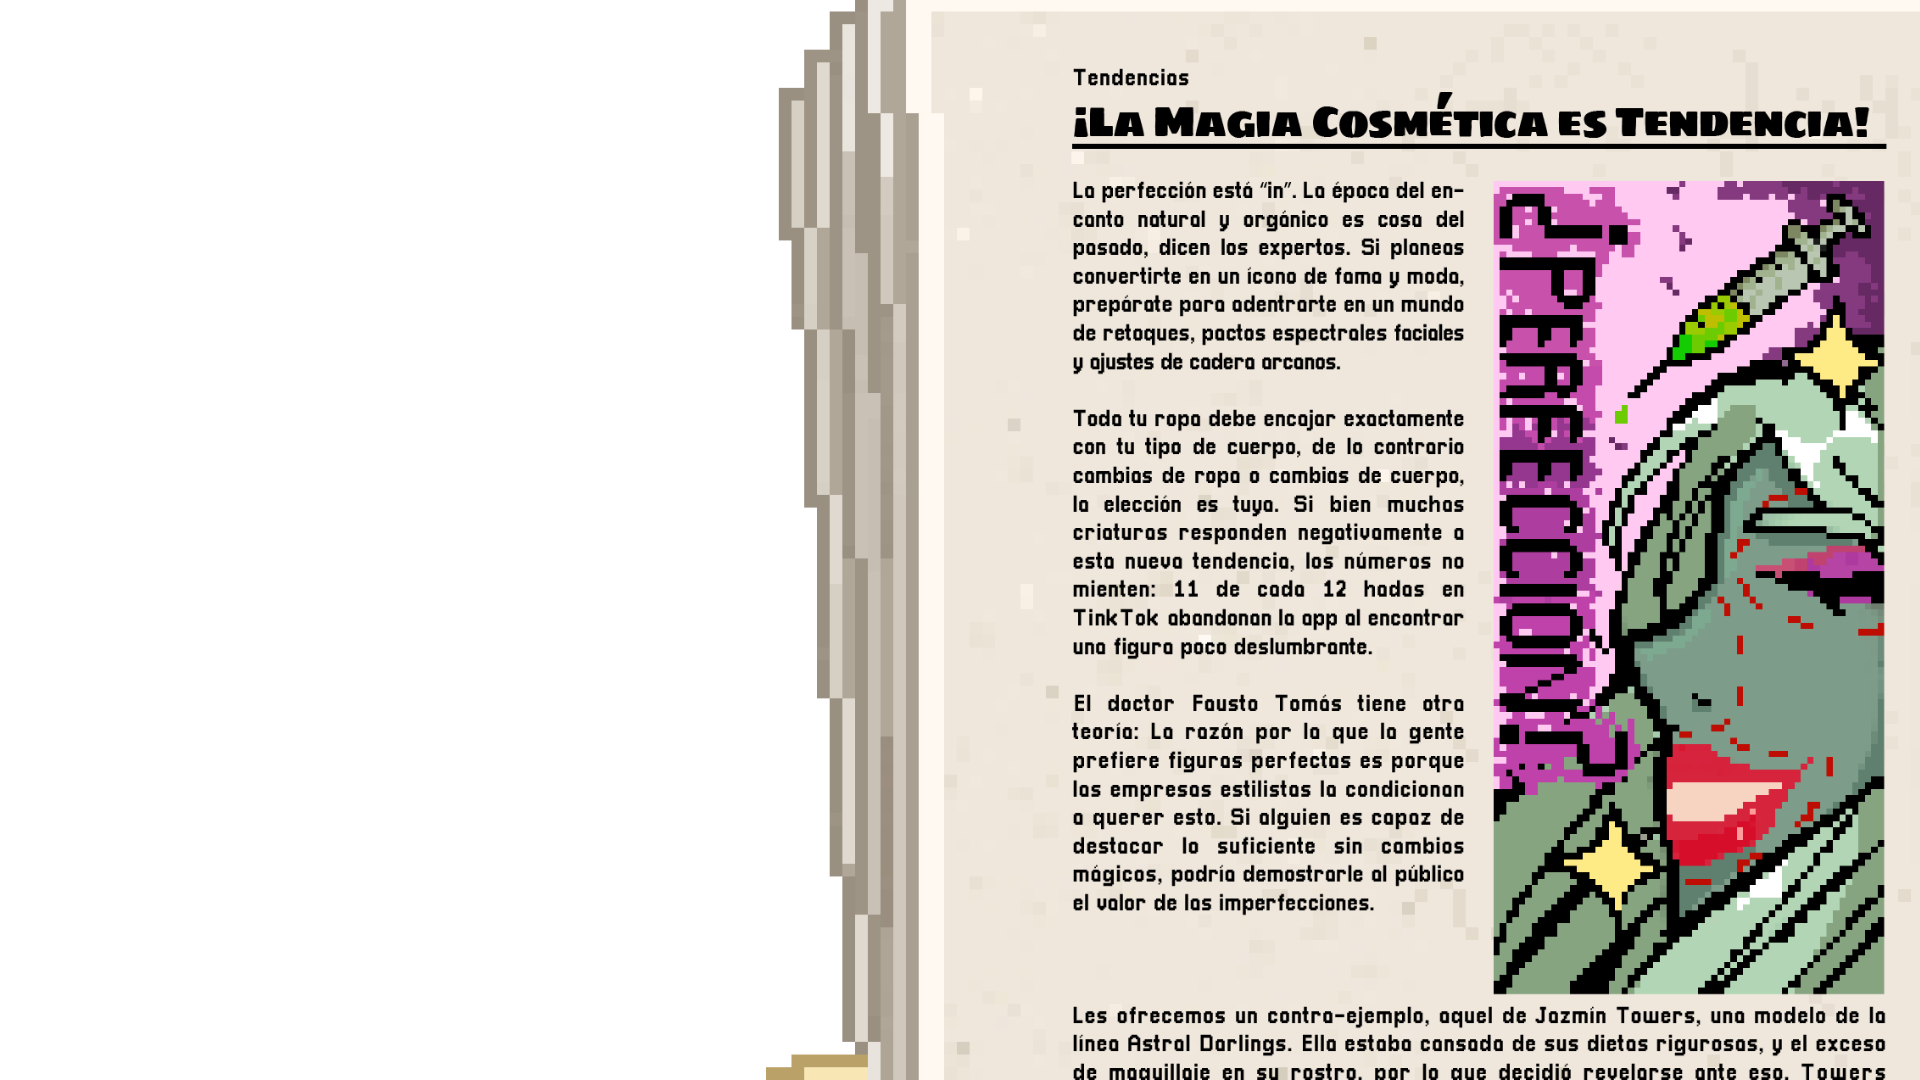 Tendencias
¡La Magia Cosmética es Tendencia!
La perfección está “in”. La época del en-
canto natural y orgánico es cosa del
pasado, dicen los expertos. Si planeas
convertirte en un ícono de fama y moda,
prepárate para adentrarte en un mundo
de retoques, pactos espectrales faciales
y ajustes de cadera arcanos.
Toda tu ropa debe encajar exactamente
con tu tipo de cuerpo, de lo contrario
cambias de ropa o cambias de cuerpo,
la elección es tuya. Si bien muchas
criaturas responden negativamente a
esta nueva tendencia, los números no
mienten: 11 de cada 12 hadas en
TinkTok abandonan la app al encontrar
una figura poco deslumbrante.
El doctor Fausto Tomás tiene otra
teoría: La razón por la que la gente
prefiere figuras perfectas es porque
las empresas estilistas la condicionan
a querer esto. Si alguien es capaz de
destacar lo suficiente sin cambios
mágicos, podría demostrarle al público
el valor de las imperfecciones.
¿PERFECCION?
Les ofrecemos un contra-ejemplo, aquel de Jazmín Towers, una modelo de la
línea Astral Darlings. Ella estaba cansada de sus dietas rigurosas, y el exceso
de maquillaje en su rostro, por lo que decidió revelarse ante eso. Towers